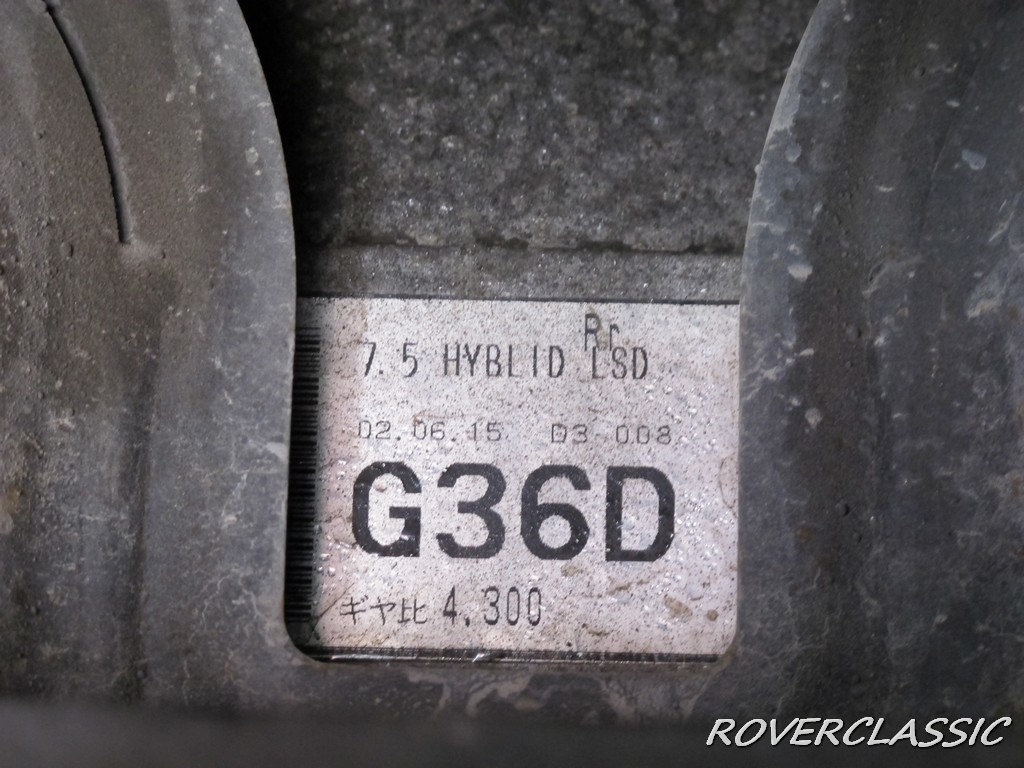 Rr
7.5 HYBLID LSD
02.06.15 D3 008
G36D
ギヤ比 4.300
ROVERCLASSIC